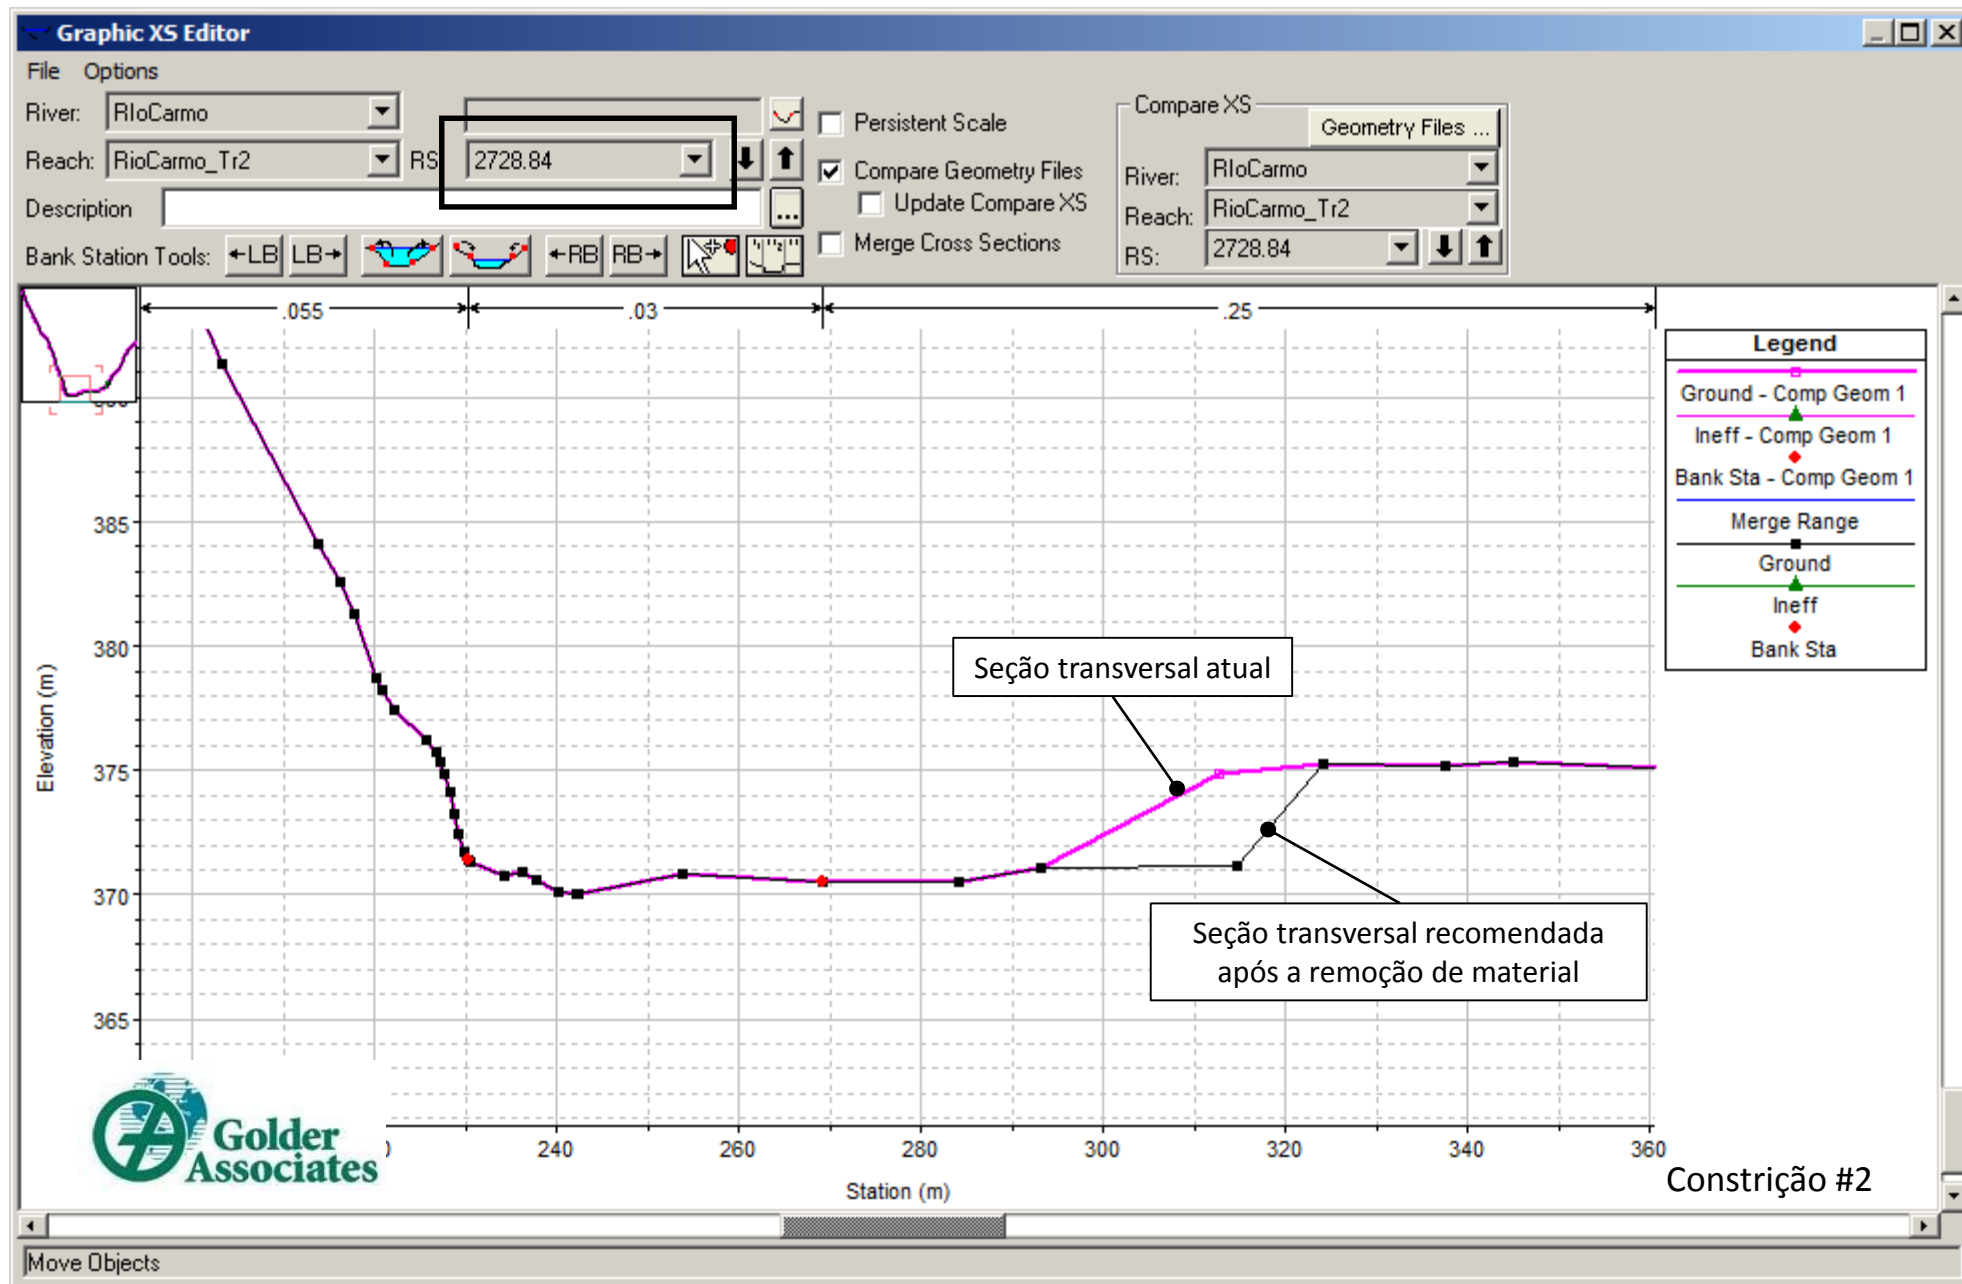 Graphic XS Editor
File Options
River: RIoCarmo
Reach: RioCarmo_Tr2 RS 2728.84
Description ...
Bank Station Tools: ←LB LB→ ←RB RB→
Persistent Scale
Compare Geometry Files
Update Compare XS
Merge Cross Sections
Compare XS
Geometry Files ...
River: RIoCarmo
Reach: RioCarmo_Tr2
RS: 2728.84
.055 .03 .25
Legend
Ground - Comp Geom 1
Ineff - Comp Geom 1
Bank Sta - Comp Geom 1
Merge Range
Ground
Ineff
Bank Sta
385
380
375
370
365
Elevation (m)
Seção transversal atual
Seção transversal recomendada
após a remoção de material
Golder
Associates
240 260 280 300 320 340 360
Station (m)
Constrição #2
Move Objects